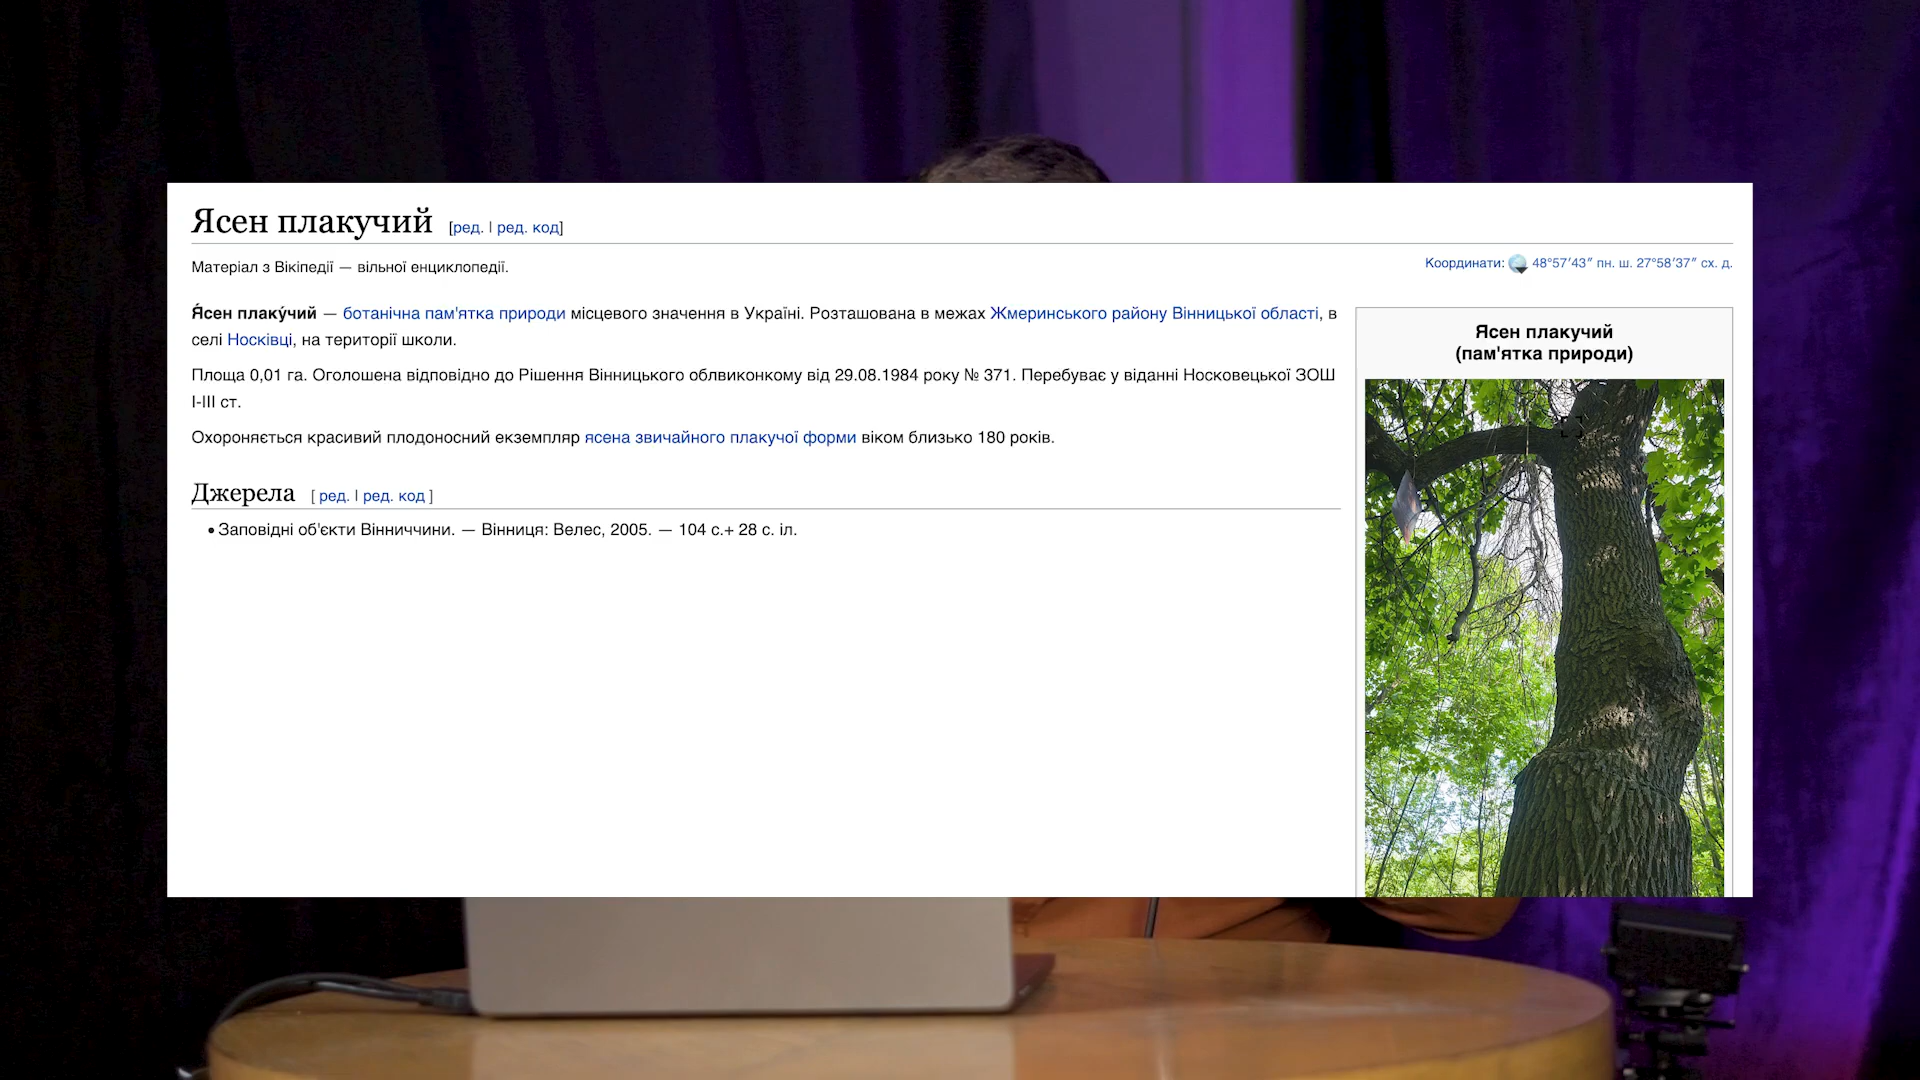 Ясен плакучий [ред. | ред. код]
Матеріал з Вікіпедії — вільної енциклопедії.
Координати: 48°57′43″ пн. ш. 27°58′37″ сх. д.
Я́сен плаку́чий — ботанічна пам'ятка природи місцевого значення в Україні. Розташована в межах Жмеринського району Вінницької області, в
селі Носківці, на території школи.
Площа 0,01 га. Оголошена відповідно до Рішення Вінницького облвиконкому від 29.08.1984 року № 371. Перебуває у віданні Носковецької ЗОШ
І-ІІІ ст.
Охороняється красивий плодоносний екземпляр ясена звичайного плакучої форми віком близько 180 років.
Джерела [ ред. | ред. код ]
• Заповідні об'єкти Вінниччини. — Вінниця: Велес, 2005. — 104 с.+ 28 с. іл.
Ясен плакучий
(пам'ятка природи)